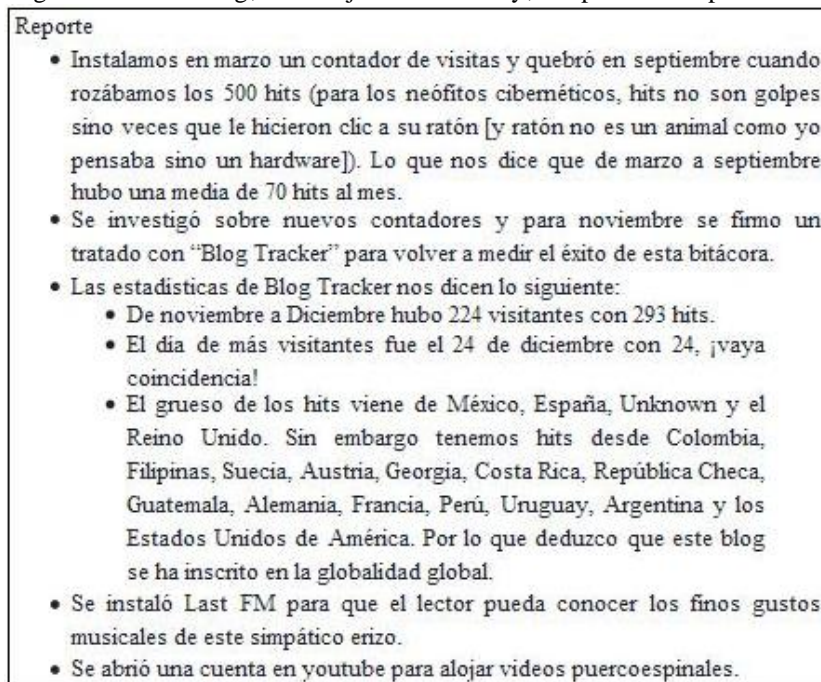 Reporte
• Instalamos en marzo un contador de visitas y quebró en septiembre cuando
rozábamos los 500 hits (para los neófitos cibernéticos, hits no son golpes
sino veces que le hicieron clic a su ratón [y ratón no es un animal como yo
pensaba sino un hardware]). Lo que nos dice que de marzo a septiembre
hubo una media de 70 hits al mes.
• Se investigó sobre nuevos contadores y para noviembre se firmo un
tratado con “Blog Tracker” para volver a medir el éxito de esta bitácora.
• Las estadísticas de Blog Tracker nos dicen lo siguiente:
• De noviembre a Diciembre hubo 224 visitantes con 293 hits.
• El día de más visitantes fue el 24 de diciembre con 24, ¡vaya
coincidencia!
• El grueso de los hits viene de México, España, Unknown y el
Reino Unido. Sin embargo tenemos hits desde Colombia,
Filipinas, Suecia, Austria, Georgia, Costa Rica, República Checa,
Guatemala, Alemania, Francia, Perú, Uruguay, Argentina y los
Estados Unidos de América. Por lo que deduzco que este blog
se ha inscrito en la globalidad global.
• Se instaló Last FM para que el lector pueda conocer los finos gustos
musicales de este simpático erizo.
• Se abrió una cuenta en youtube para alojar videos puercoespinales.